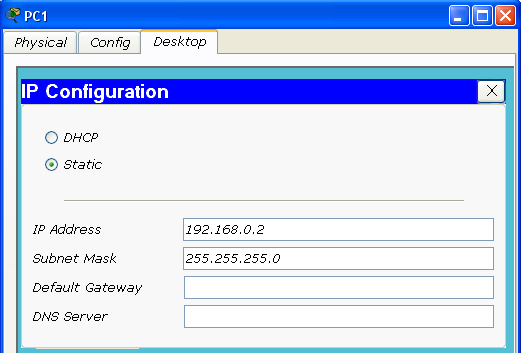 PC1
Physical Config Desktop
IP Configuration X
DHCP
Static
IP Address 192.168.0.2
Subnet Mask 255.255.255.0
Default Gateway
DNS Server